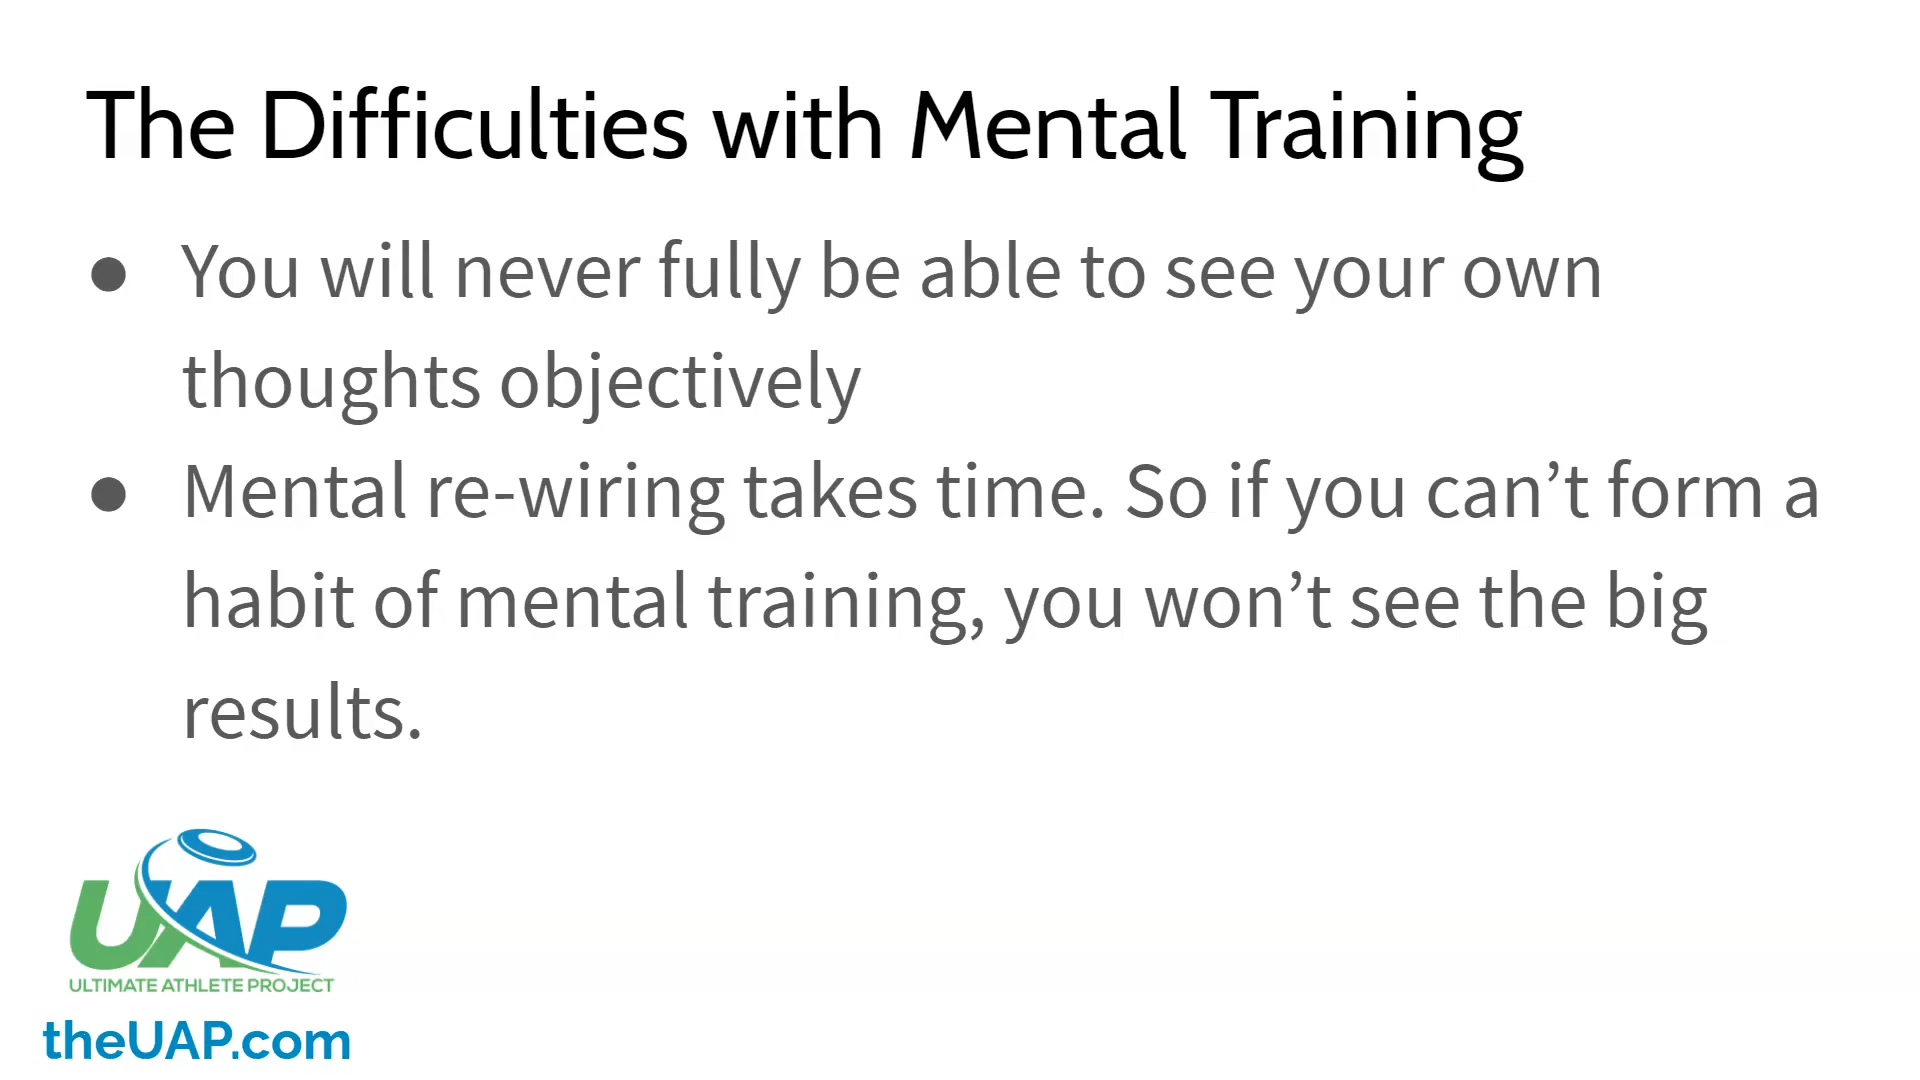 The Difficulties with Mental Training
● You will never fully be able to see your own
thoughts objectively
● Mental re-wiring takes time. So if you can’t form a
habit of mental training, you won’t see the big
results.
UAP
ULTIMATE ATHLETE PROJECT
theUAP.com